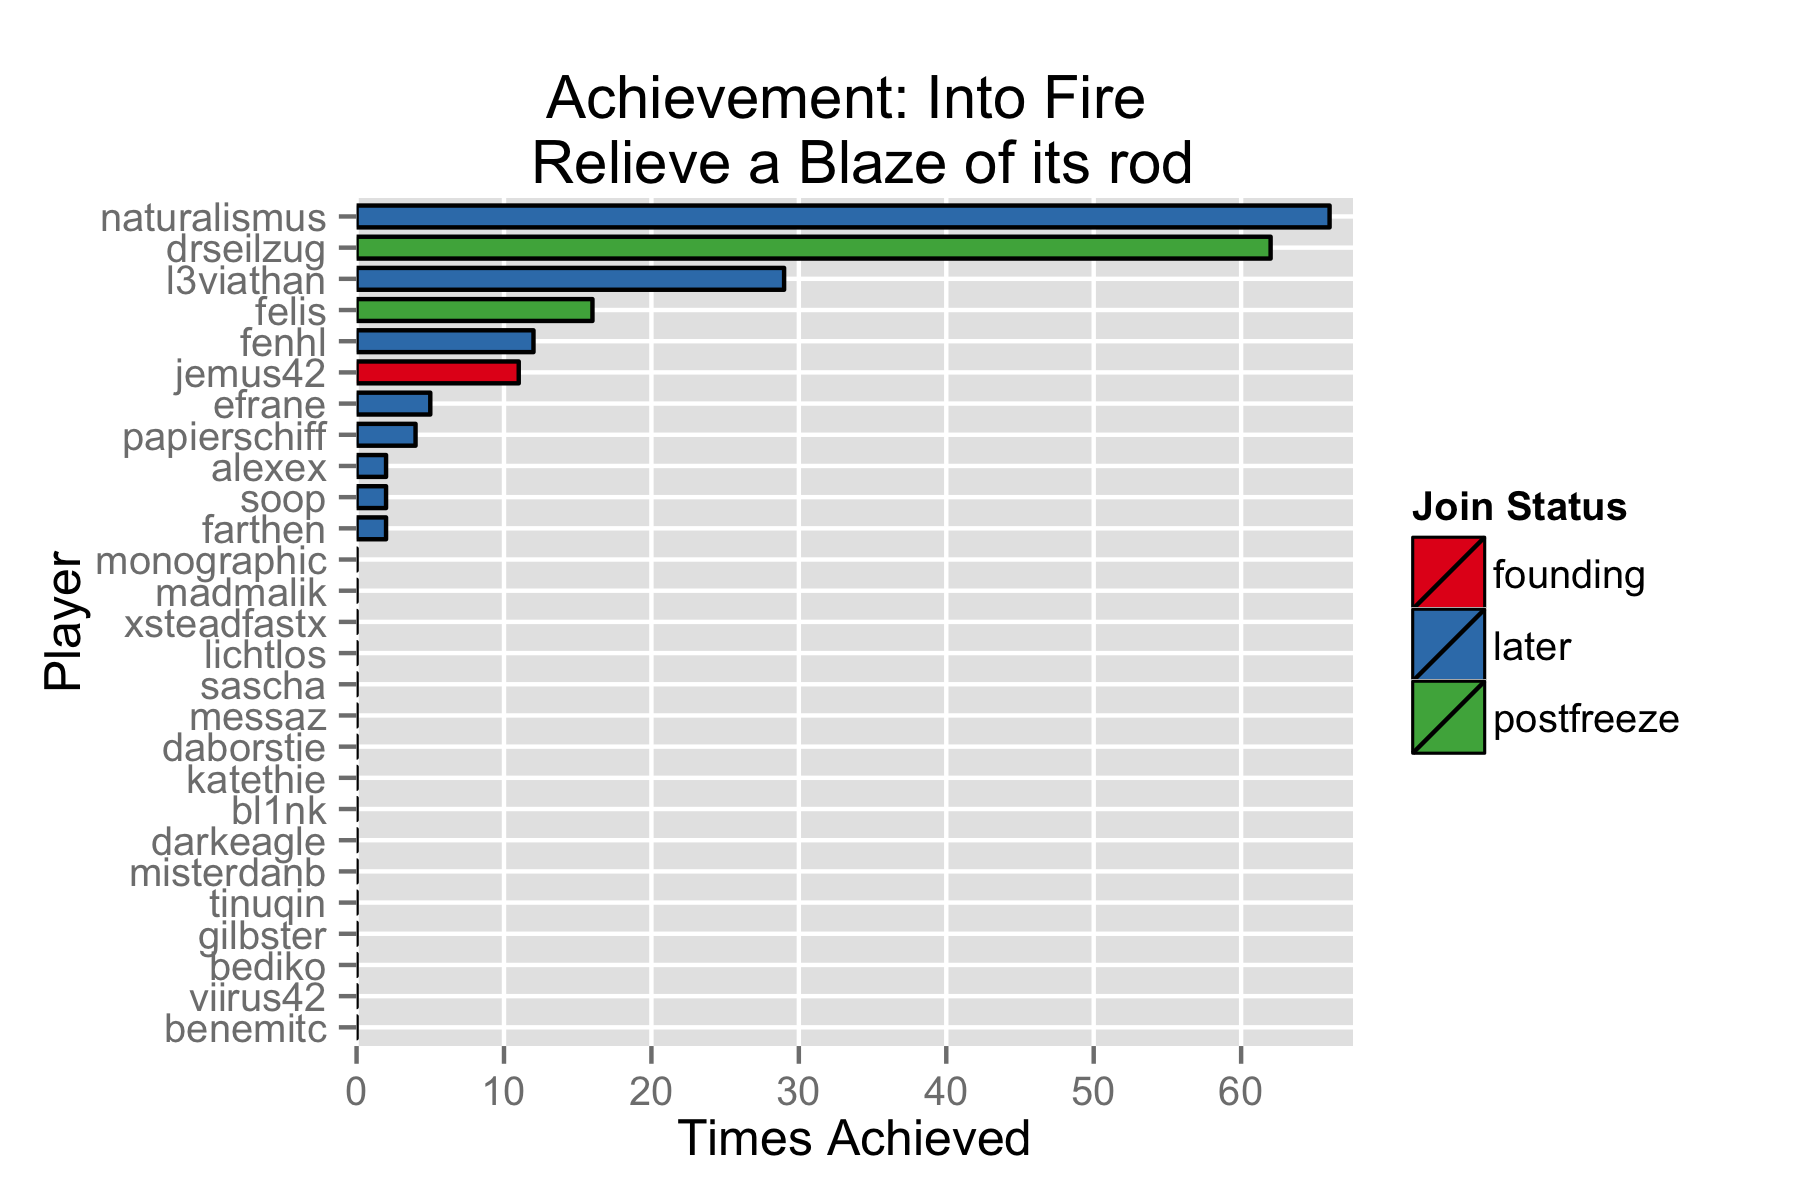 Achievement: Into Fire
Relieve a Blaze of its rod
naturalismus
drseilzug
l3viathan
felis
fenhl
jemus42
efrane
papierschiff
alexex
soop
farthen
monographic
madmalik
xsteadfastx
lichtlos
sascha
messaz
daborstie
katethie
bl1nk
darkeagle
misterdanb
tinuqin
gilbster
bediko
viirus42
benemitc
Player
0 10 20 30 40 50 60
Times Achieved
Join Status
founding
later
postfreeze